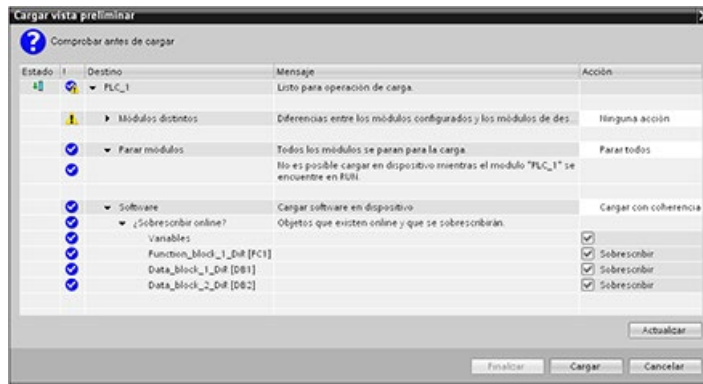 Cargar vista preliminar
Comprobar antes de cargar
Estado ! Destino Mensaje Acción
PLC_1 Listo para operación de carga.
Módulos distintos Diferencias entre los módulos configurados y los módulos de des... Ninguna acción
Parar módulos Todos los módulos se paran para la carga. Parar todos
No es posible cargar en dispositivo mientras el modulo "PLC_1" se
encuentre en RUN.
Software Cargar software en dispositivo Cargar con coherencia
¿Sobrescribir online? Objetos que existen online y que se sobrescribirán.
Variables
Function_block_1_DiR [FC1] Sobrescribir
Data_block_1_DiR [DB1] Sobrescribir
Data_block_2_DiR [DB2] Sobrescribir
Actualizar
Finalizar Cargar Cancelar